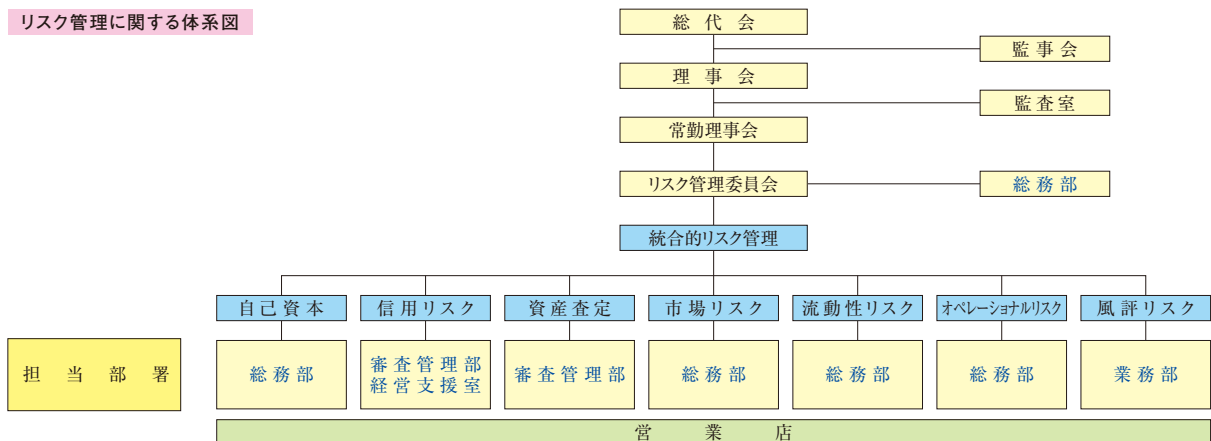 リスク管理に関する体系図
総代会
監事会
理事会
監査室
常勤理事会
リスク管理委員会
総務部
統合的リスク管理
自己資本
信用リスク
資産査定
市場リスク
流動性リスク
オペレーショナルリスク
風評リスク
担当部署
総務部
審査管理部
経営支援室
審査管理部
総務部
総務部
総務部
業務部
営業店